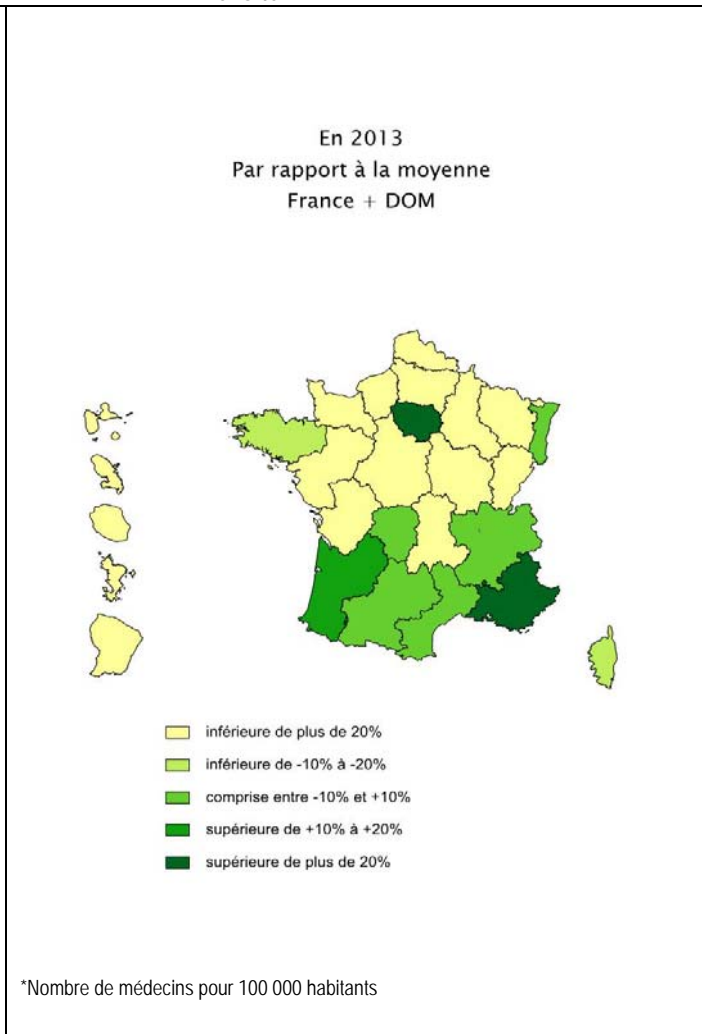 En 2013
Par rapport à la moyenne
France + DOM
inférieure de plus de 20%
inférieure de -10% à -20%
comprise entre -10% et +10%
supérieure de +10% à +20%
supérieure de plus de 20%
*Nombre de médecins pour 100 000 habitants